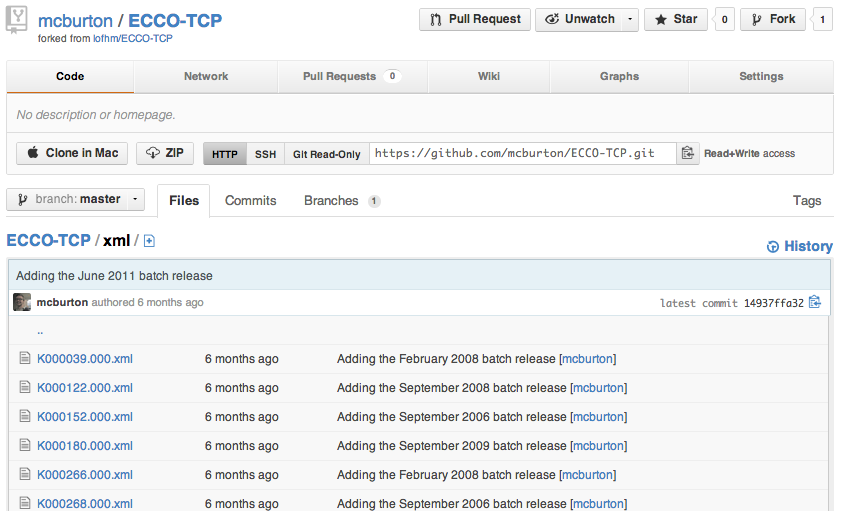 mcburton / ECCO-TCP
forked from lofhm/ECCO-TCP
Pull Request Unwatch Star 0 Fork 1
Code Network Pull Requests 0 Wiki Graphs Settings
No description or homepage.
Clone in Mac ZIP HTTP SSH Git Read-Only https://github.com/mcburton/ECCO-TCP.git Read+Write access
branch: master Files Commits Branches 1 Tags
ECCO-TCP / xml /
History
Adding the June 2011 batch release
mcburton authored 6 months ago latest commit 14937ffa32
..
K000039.000.xml 6 months ago Adding the February 2008 batch release [mcburton]
K000122.000.xml 6 months ago Adding the September 2008 batch release [mcburton]
K000152.000.xml 6 months ago Adding the September 2006 batch release [mcburton]
K000180.000.xml 6 months ago Adding the September 2009 batch release [mcburton]
K000266.000.xml 6 months ago Adding the February 2008 batch release [mcburton]
K000268.000.xml 6 months ago Adding the September 2006 batch release [mcburton]